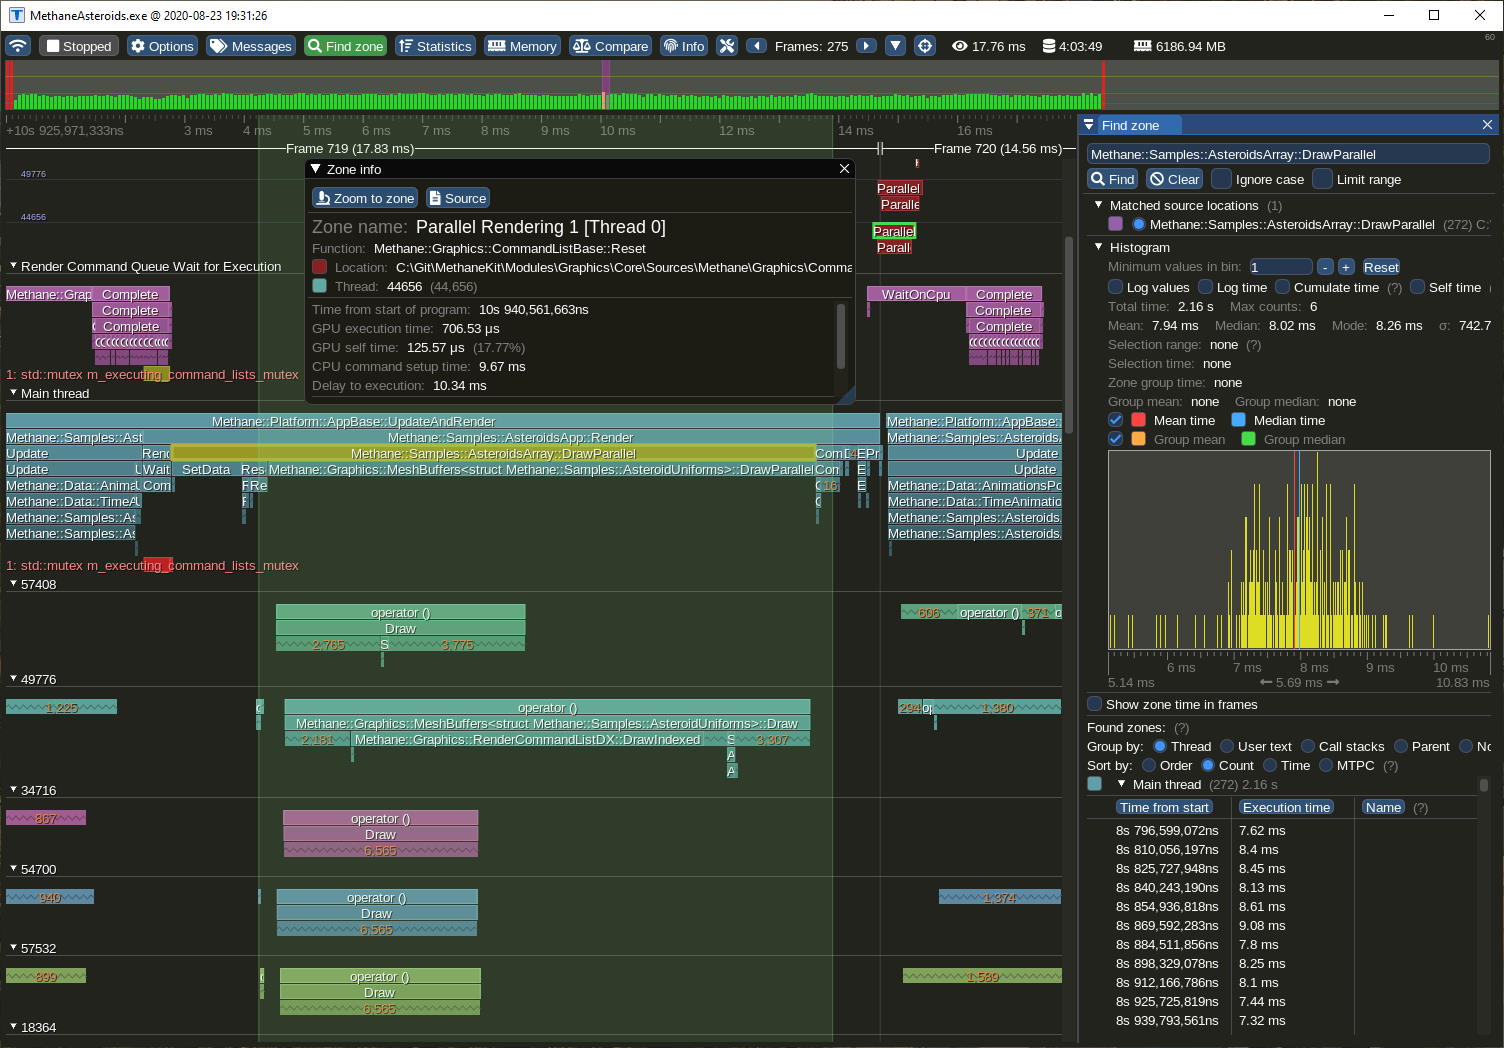 MethaneAsteroids.exe @ 2020-08-23 19:31:26
Stopped Options Messages Find zone Statistics Memory Compare Info Frames: 275 17.76 ms 4:03:49 6186.94 MB
60
+10s 925,971,333ns 3 ms 4 ms 5 ms 6 ms 7 ms 8 ms 9 ms 10 ms 12 ms 14 ms 16 ms
Frame 719 (17.83 ms) Frame 720 (14.56 ms)
49776
Parallel
Paralle
44656
Parallel
Parall
Zone info
Zoom to zone Source
Zone name: Parallel Rendering 1 [Thread 0]
Function: Methane::Graphics::CommandListBase::Reset
Location: C:\Git\MethaneKit\Modules\Graphics\Core\Sources\Methane\Graphics\Comma
Thread: 44656 (44,656)
Time from start of program: 10s 940,561,663ns
GPU execution time: 706.53 μs
GPU self time: 125.57 μs (17.77%)
CPU command setup time: 9.67 ms
Delay to execution: 10.34 ms
Render Command Queue Wait for Execution
Methane::Grap Complete WaitOnCpu Complete
Complete Complete
Complete Complete
1: std::mutex m_executing_command_lists_mutex
Main thread
Methane::Platform::AppBase::UpdateAndRender Methane::Platform::AppBase:
Methane::Samples::Ast Methane::Samples::AsteroidsApp::Render Methane::Samples::Asteroids
Update Rend Methane::Samples::AsteroidsArray::DrawParallel Com Update
Update UWait SetData Res Methane::Graphics::MeshBuffers<struct Methane::Samples::AsteroidUniforms>::DrawParallel Com E Update
Methane::Data::Anima Com Re 16 E Methane::Data::AnimationsPo
Methane::Data::TimeA Methane::Data::TimeAnimatio
Methane::Samples::As Methane::Samples::Asteroids
Methane::Samples::As Methane::Samples::Asteroids
1: std::mutex m_executing_command_lists_mutex
57408
operator () 606 operator () 371
Draw
2,765 S 3,775
49776
1,225 operator () 294 1,380
Methane::Graphics::MeshBuffers<struct Methane::Samples::AsteroidUniforms>::Draw
2,181 Methane::Graphics::RenderCommandListDX::DrawIndexed S 3,307
A
A
34716
867 operator ()
Draw
6,565
54700
940 operator () 1,374
Draw
6,565
57532
899 operator () 1,589
Draw
6,565
18364
Find zone
Methane::Samples::AsteroidsArray::DrawParallel
Find Clear Ignore case Limit range
Matched source locations (1)
Methane::Samples::AsteroidsArray::DrawParallel (272) C:
Histogram
Minimum values in bin: 1 - + Reset
Log values Log time Cumulate time (?) Self time
Total time: 2.16 s Max counts: 6
Mean: 7.94 ms Median: 8.02 ms Mode: 8.26 ms σ: 742.7
Selection range: none (?)
Selection time: none
Zone group time: none
Group mean: none Group median: none
Mean time Median time
Group mean Group median
6 ms 7 ms 8 ms 9 ms 10 ms
5.14 ms 5.69 ms 10.83 ms
Show zone time in frames
Found zones: (?)
Group by: Thread User text Call stacks Parent
Sort by: Order Count Time MTPC (?)
Main thread (272) 2.16 s
Time from start Execution time Name (?)
8s 796,599,072ns 7.62 ms
8s 810,056,197ns 8.4 ms
8s 825,727,948ns 8.45 ms
8s 840,243,190ns 8.13 ms
8s 854,936,818ns 8.61 ms
8s 869,592,283ns 9.08 ms
8s 884,511,856ns 7.8 ms
8s 898,329,078ns 8.25 ms
8s 912,166,786ns 8.1 ms
8s 925,725,819ns 7.44 ms
8s 939,793,561ns 7.32 ms